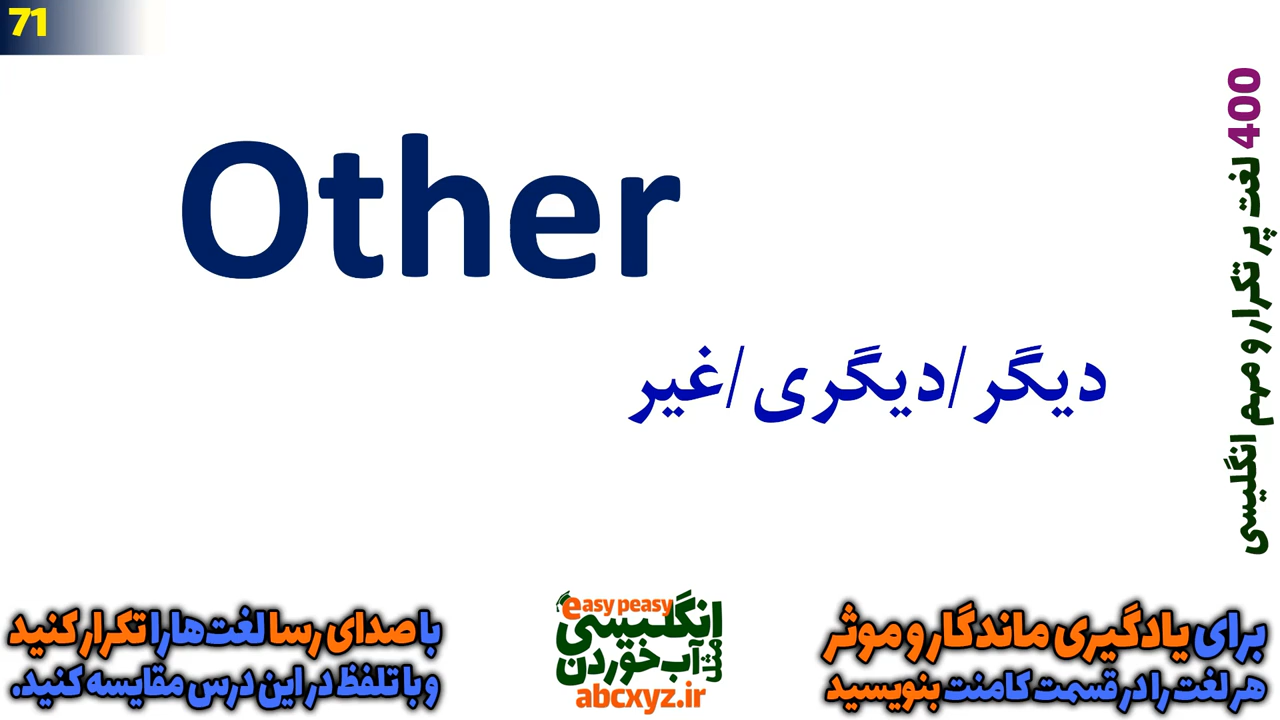 71
Other
دیگر /دیگری /غیر
400 لغت پر تکرار و مهم انگلیسی
برای یادگیری ماندگار و موثر
هر لغت را در قسمت کامنت بنویسید
easy peasy
انگلیسی
مثل آب خوردن
abcxyz.ir
با صدای رسا لغت‌ها را تکرار کنید
و با تلفظ در این درس مقایسه کنید.